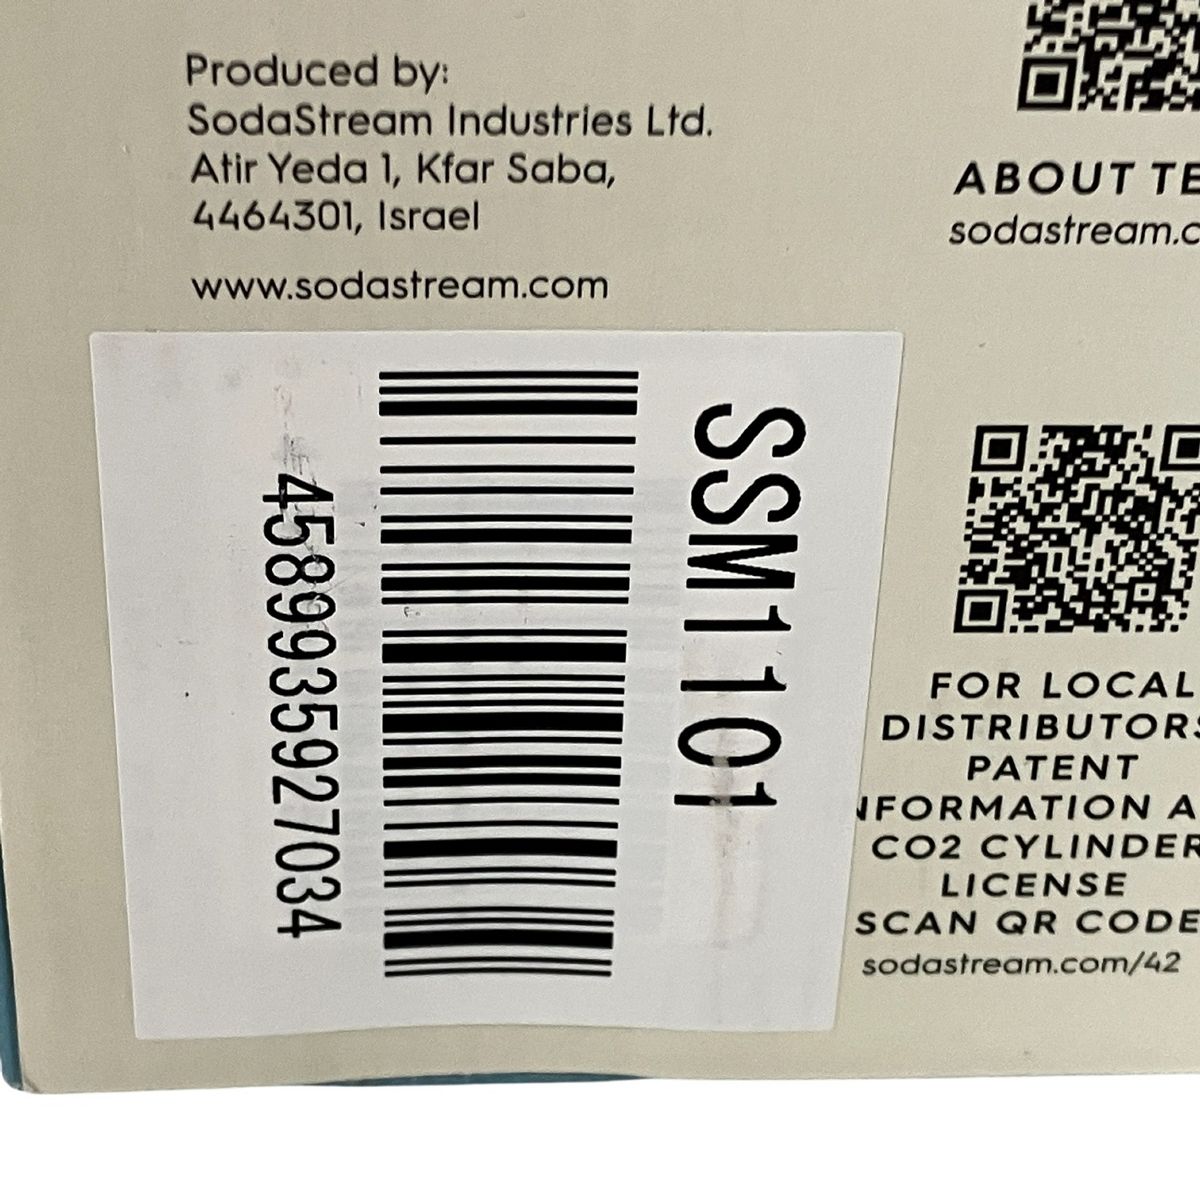 Produced by:
SodaStream Industries Ltd.
Atir Yeda 1, Kfar Saba,
4464301, Israel
www.sodastream.com
SSM1101
4589935927034
ABOUT TE
sodastream.c
FOR LOCAL
DISTRIBUTORS
PATENT
NFORMATION A
CO2 CYLINDER
LICENSE
SCAN QR CODE
sodastream.com/42